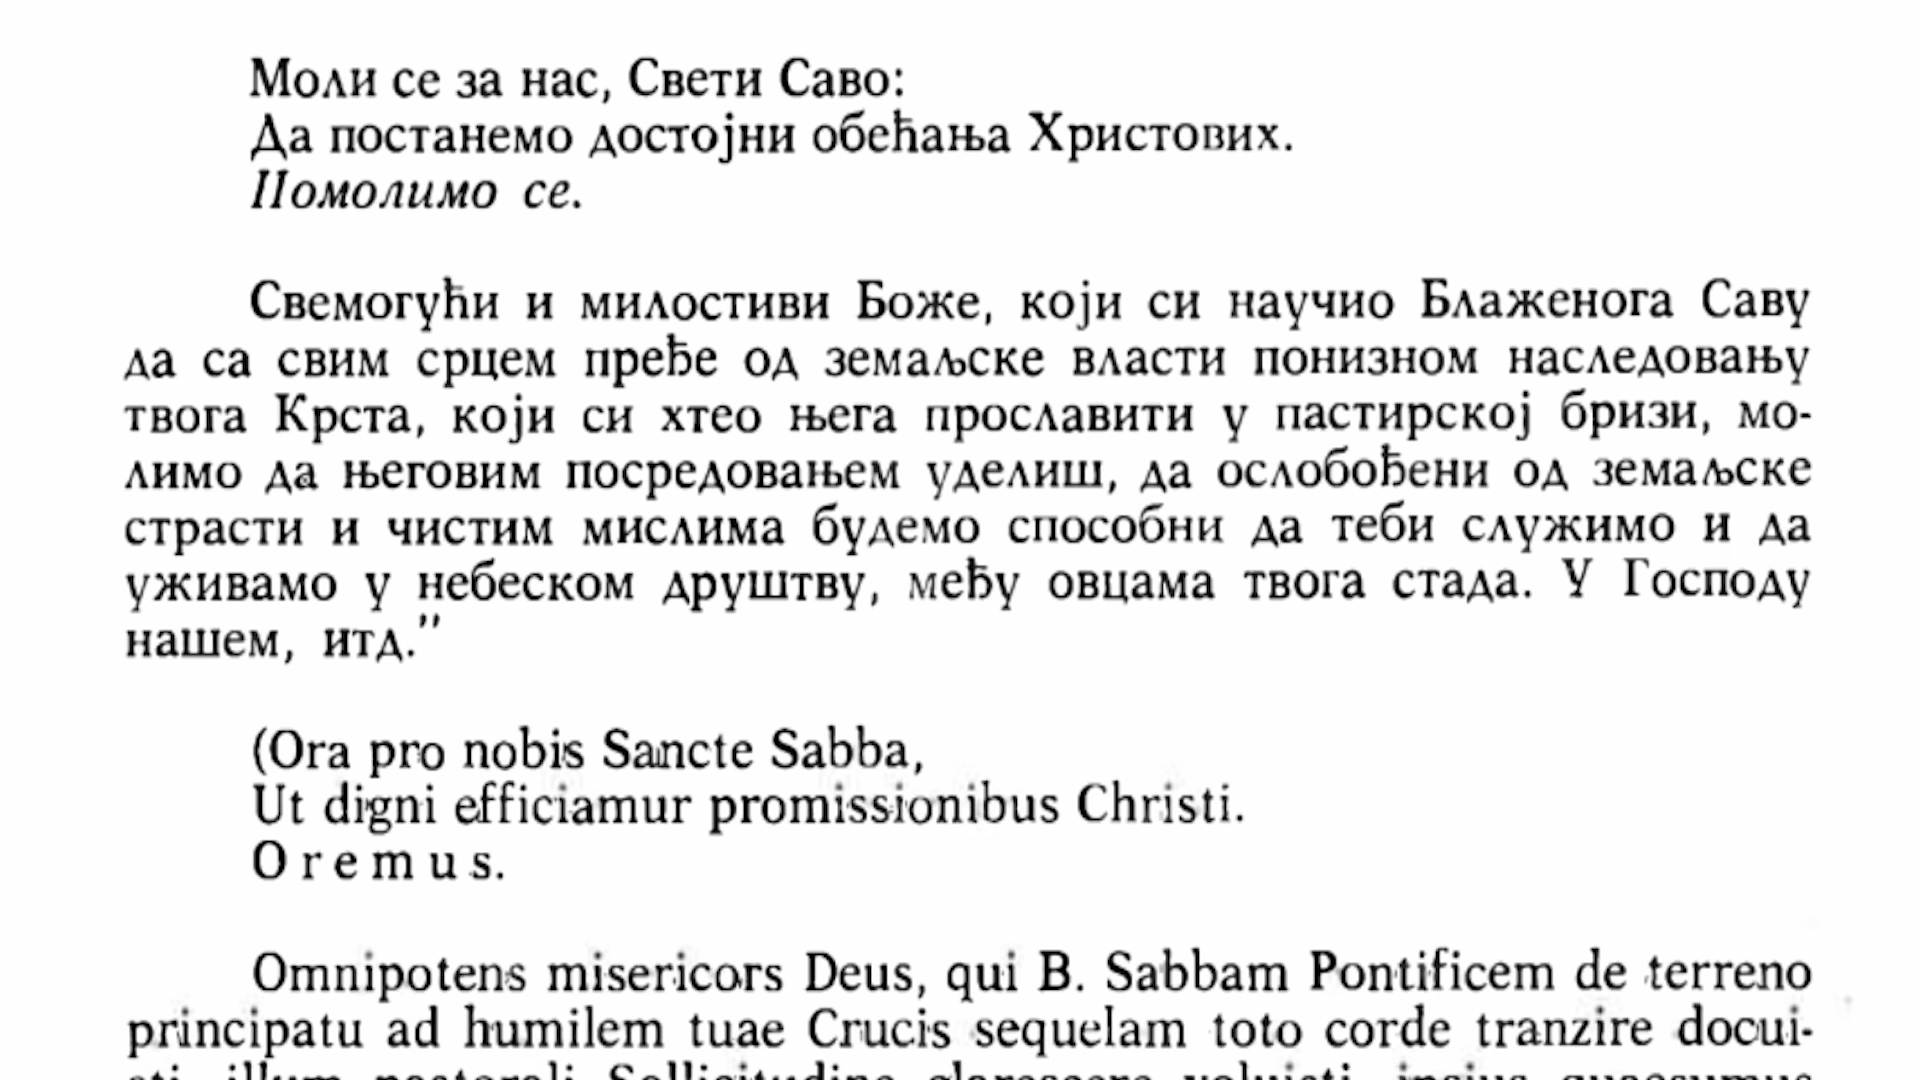 Моли се за нас, Свети Саво:
Да постанемо достојни обећања Христових.
Помолимо се.
Свемогући и милостиви Боже, који си научио Блаженога Саву
да са свим срцем пређе од земаљске власти понизном наследовању
твога Крста, који си хтео њега прославити у пастирској бризи, мо-
лимо да његовим посредовањем уделиш, да ослобођени од земаљске
страсти и чистим мислима будемо способни да теби служимо и да
уживамо у небеском друштву, међу овцама твога стада. У Господу
нашем, итд.”
(Ora pro nobis Sancte Sabba,
Ut digni efficiamur promissionibus Christi.
Oremus.
Omnipotens misericors Deus, qui B. Sabbam Pontificem de terreno
principatu ad humilem tuae Crucis sequelam toto corde tranzire docui-